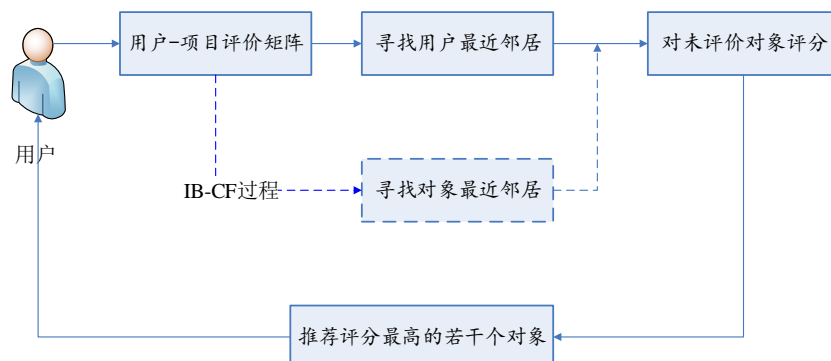 用户-项目评价矩阵
寻找用户最近邻居
对未评价对象评分
用户
IB-CF过程
寻找对象最近邻居
推荐评分最高的若干个对象